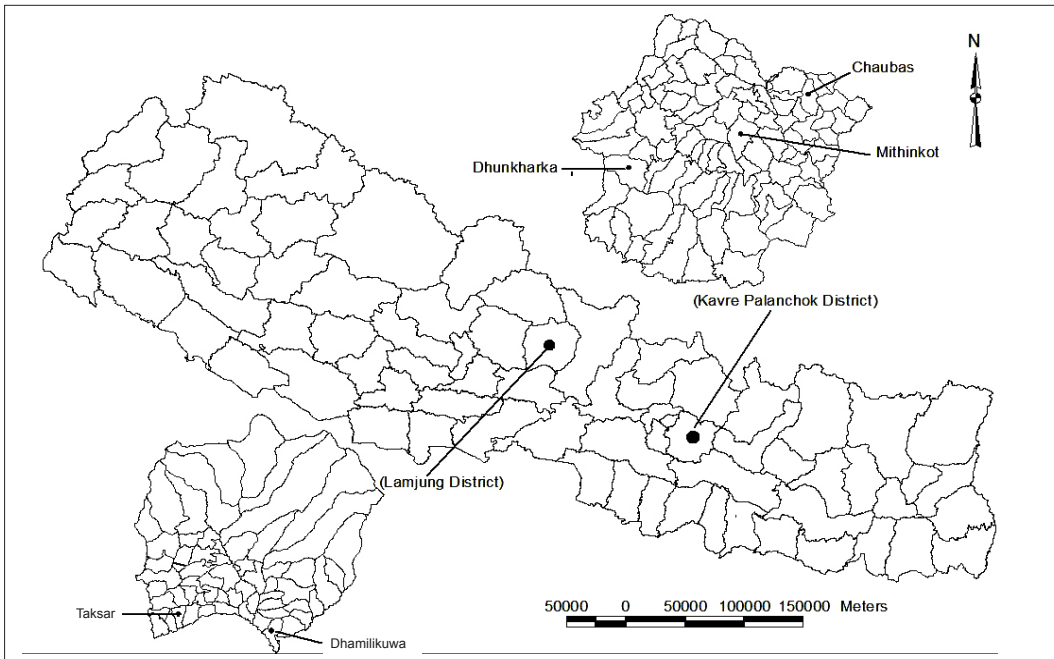 N
Chaubas
Mithinkot
Dhunkharka
(Kavre Palanchok District)
(Lamjung District)
Taksar
Dhamilikuwa
50000 0 50000 100000 150000 Meters